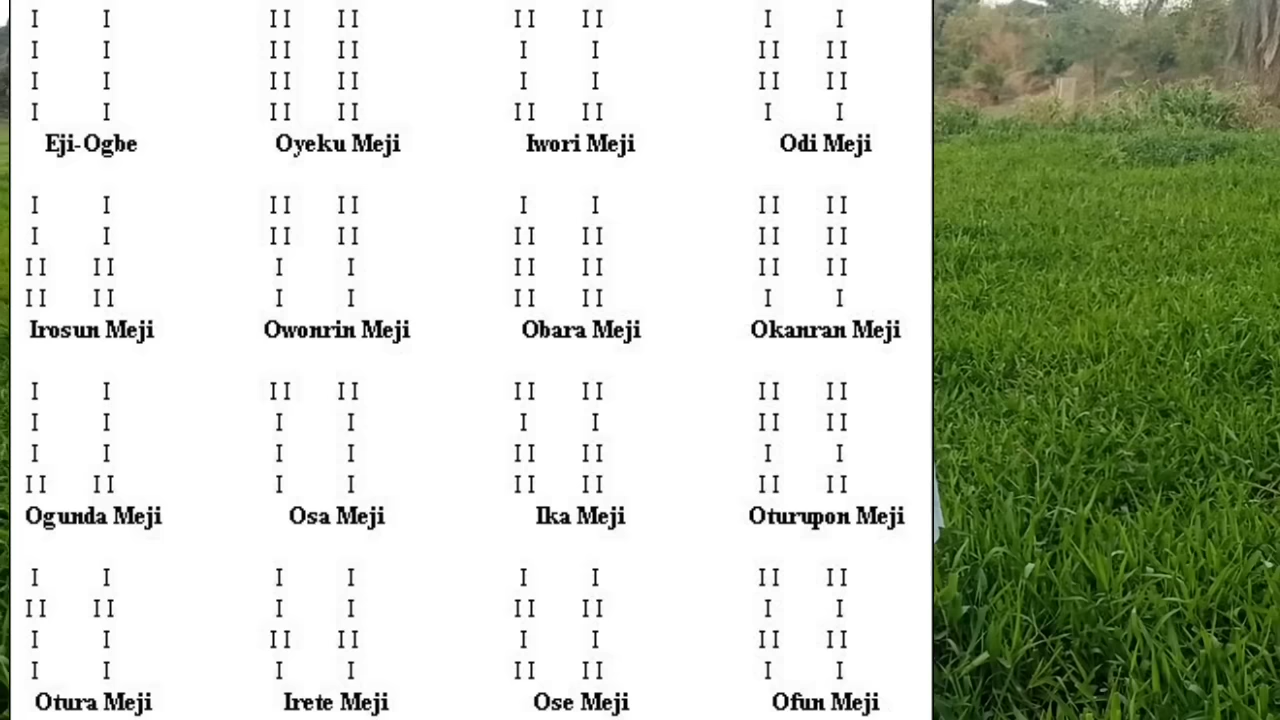 I I II II II II I I
I I II II I I II II
I I II II I I II II
I I II II II II I I
Eji-Ogbe Oyeku Meji Iwori Meji Odi Meji
I I II II I I II II
I I II II II II II II
II II I I II II II II
II II I I II II I I
Irosun Meji Owonrin Meji Obara Meji Okanran Meji
I I II II II II II II
I I I I I I II II
I I I I II II I I
II II I I II II II II
Ogunda Meji Osa Meji Ika Meji Oturupon Meji
I I I I I I II II
II II I I II II I I
I I II II I I II II
I I I I II II I I
Otura Meji Irete Meji Ose Meji Ofun Meji